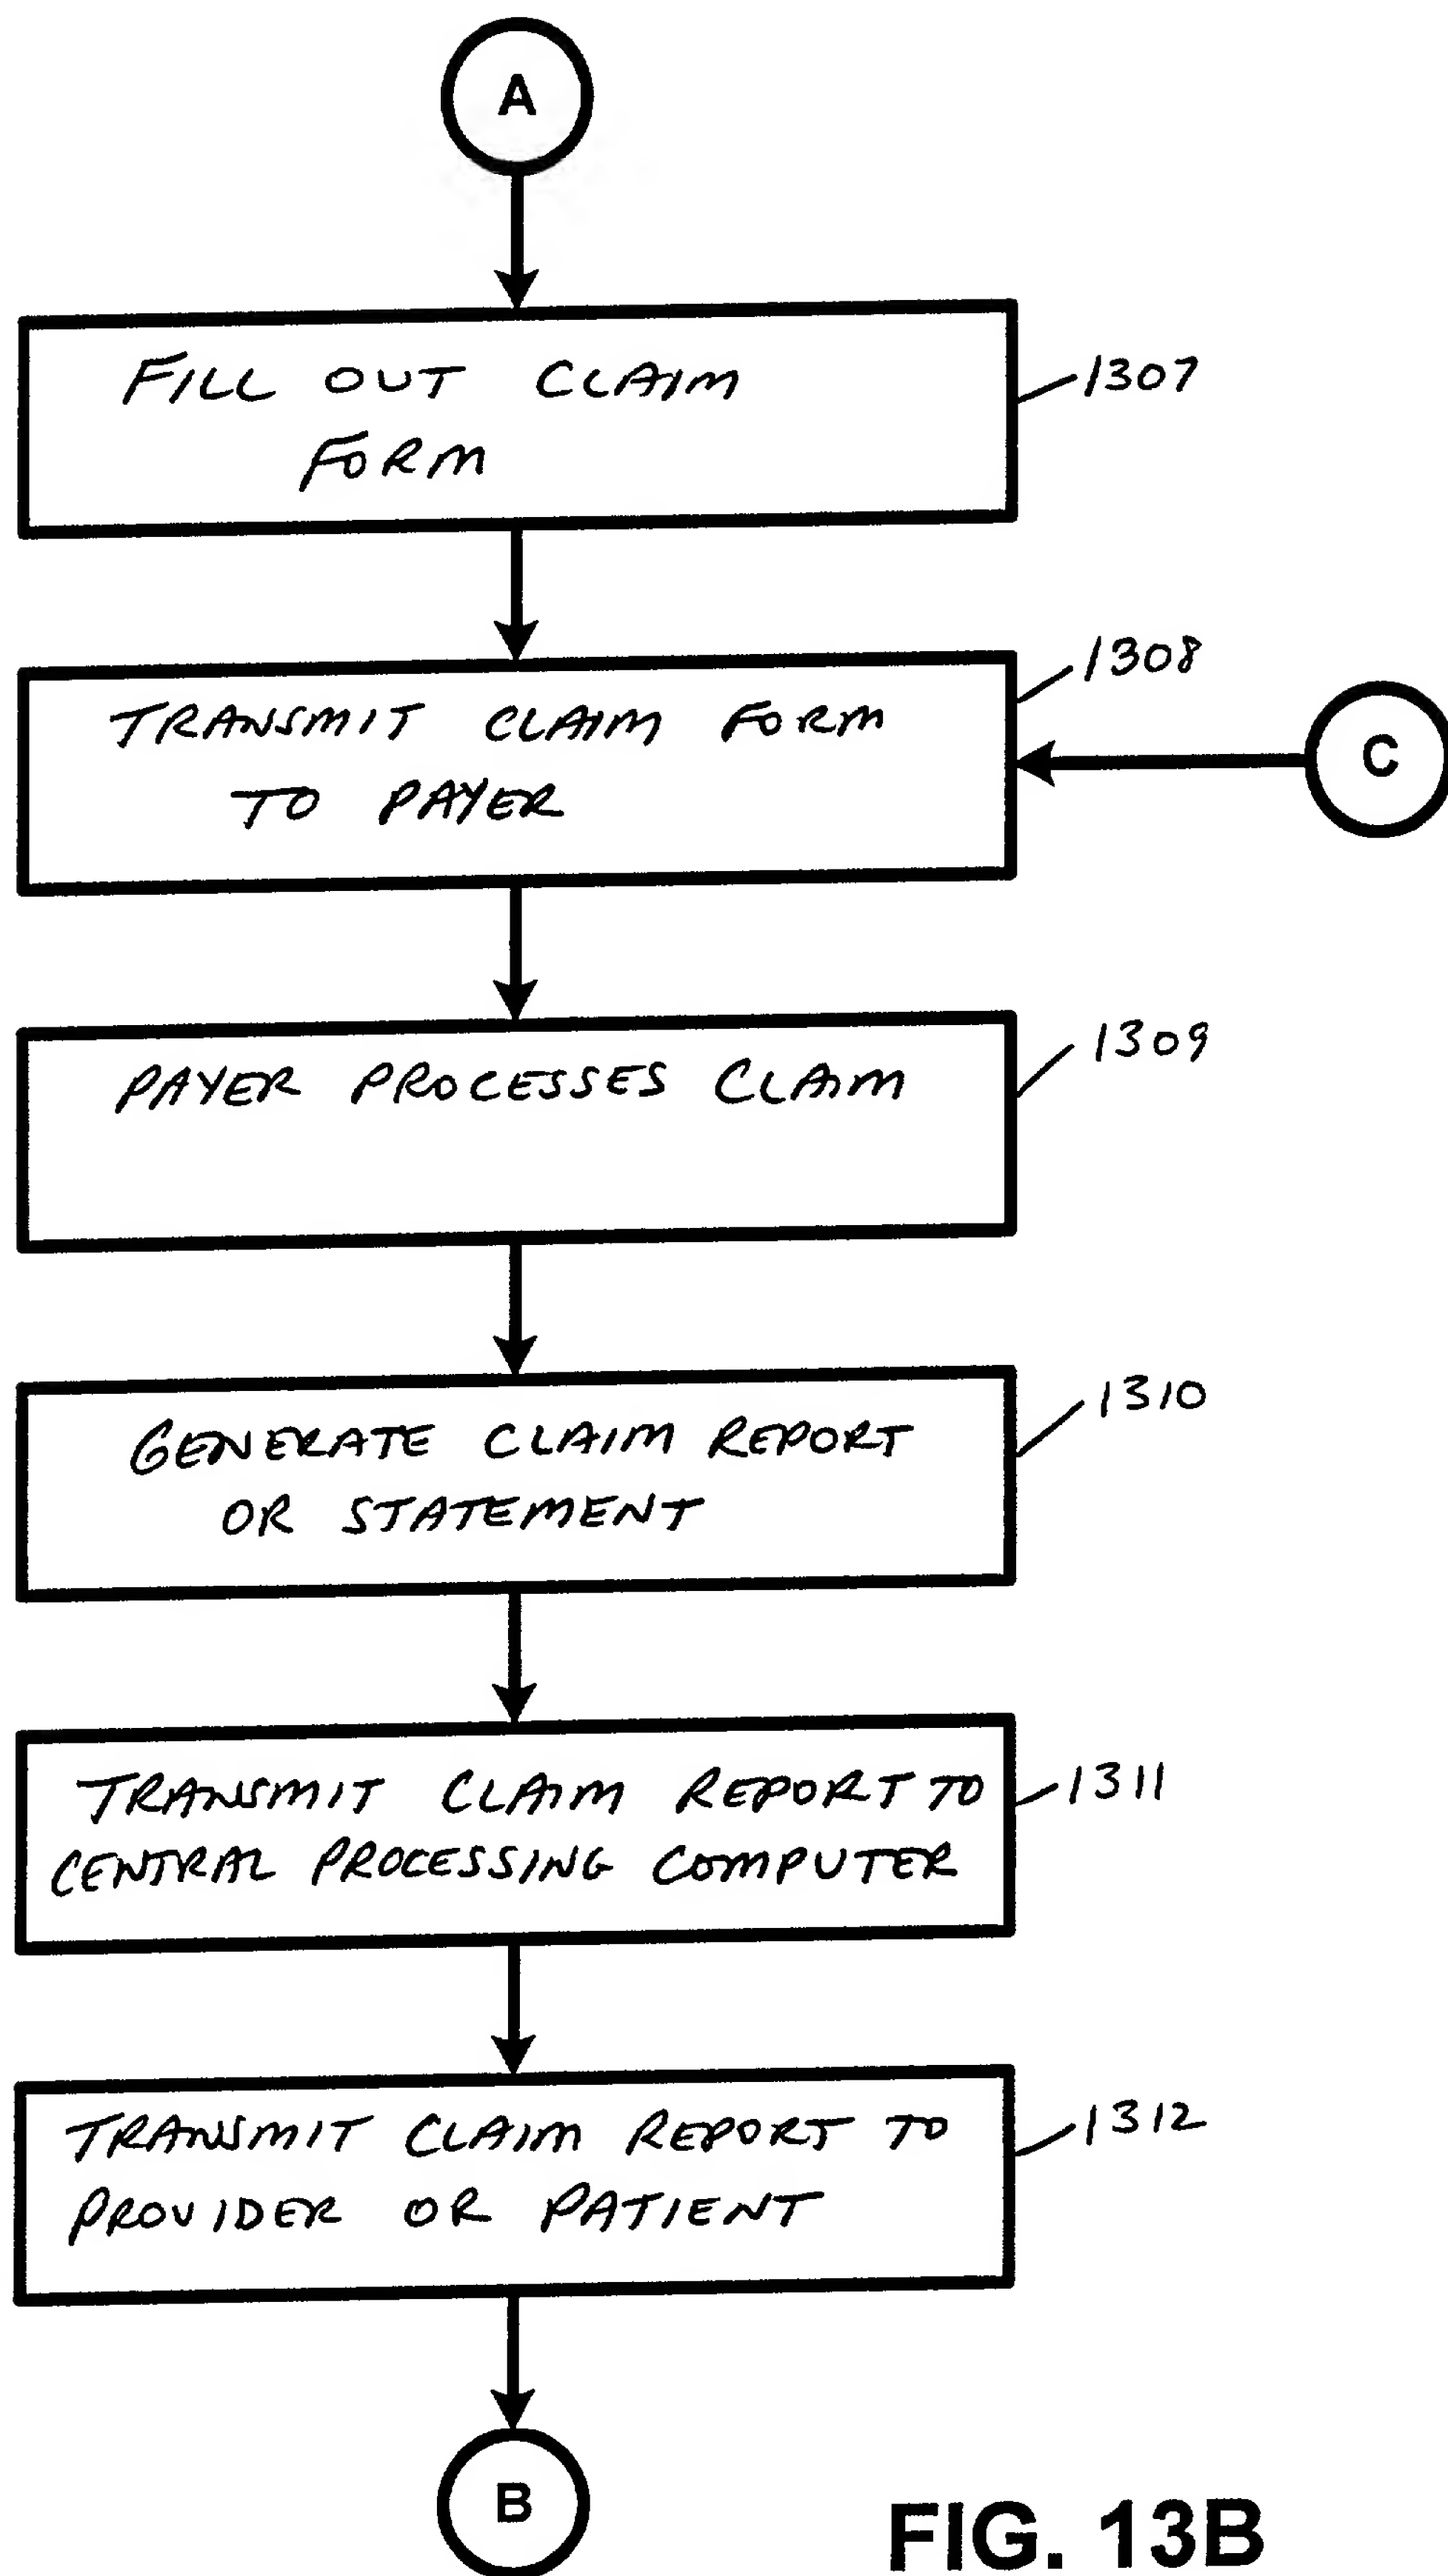 A
FILL OUT CLAIM
FORM
1307
TRANSMIT CLAIM FORM
TO PAYER
1308
C
PAYER PROCESSES CLAIM
1309
GENERATE CLAIM REPORT
OR STATEMENT
1310
TRANSMIT CLAIM REPORT TO
CENTRAL PROCESSING COMPUTER
1311
TRANSMIT CLAIM REPORT TO
PROVIDER OR PATIENT
1312
B
FIG. 13B